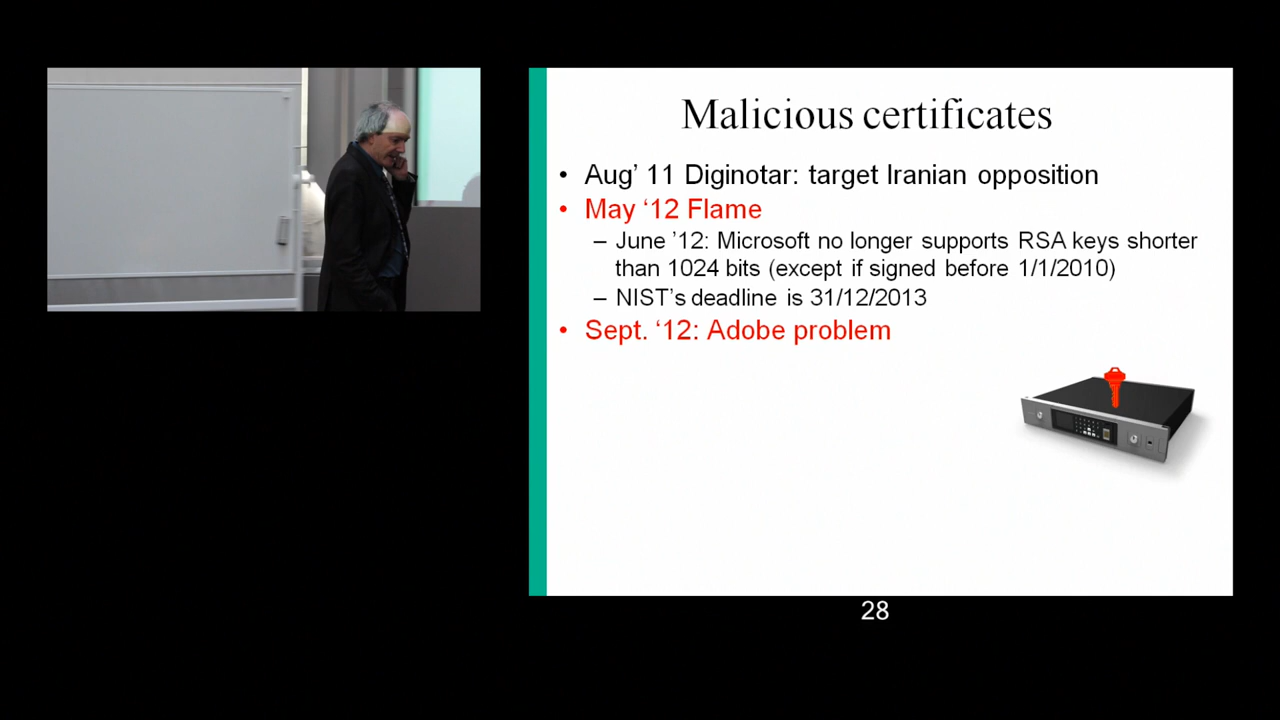 Malicious certificates
• Aug’ 11 Diginotar: target Iranian opposition
• May ‘12 Flame
– June ’12: Microsoft no longer supports RSA keys shorter
than 1024 bits (except if signed before 1/1/2010)
– NIST’s deadline is 31/12/2013
• Sept. ‘12: Adobe problem
28